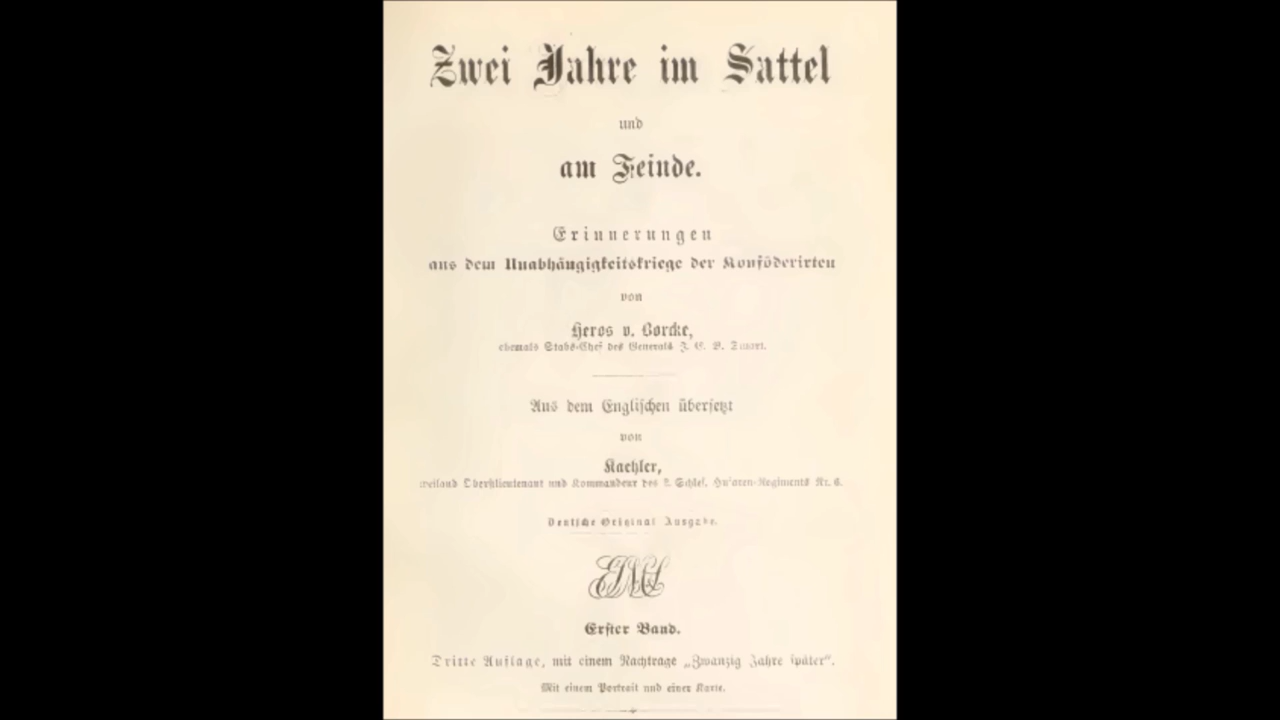 Zwei Jahre im Sattel
und
am Feinde.
Erinnerungen
aus dem Unabhängigkeitskriege der Konföderirten
von
Heros v. Borcke,
ehemals Stabs-Chef des Generals J. E. B. Stuart.
Aus dem Englischen übersetzt
von
Kaehler,
weiland Oberstlieutenant und Kommandeur des 2. Schles. Husaren-Regiments Nr. 6.
Deutsche Original Ausgabe.
Erster Band.
Dritte Auflage, mit einem Nachtrage „Zwanzig Jahre später“.
Mit einem Portrait und einer Karte.